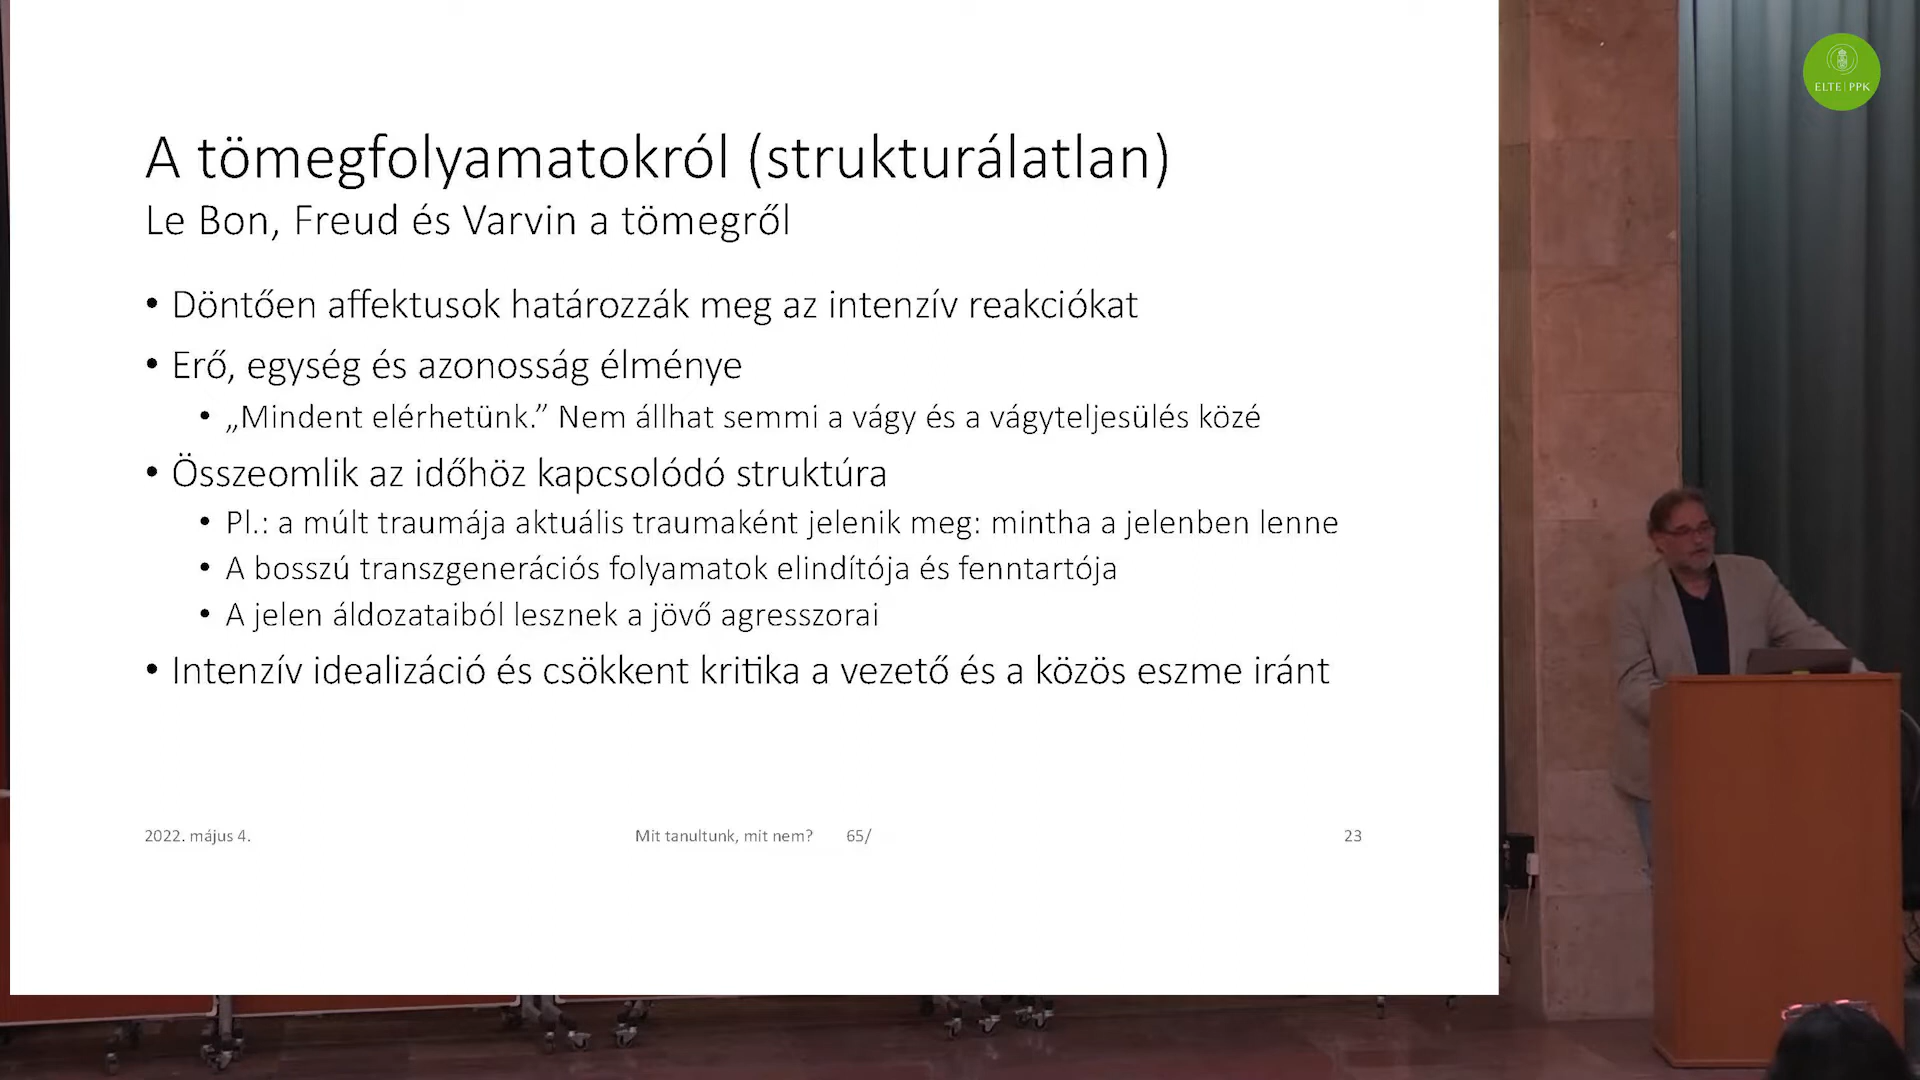 ELTE | PPK
A tömegfolyamatokról (strukturálatlan)
Le Bon, Freud és Varvin a tömegről
• Döntően affektusok határozzák meg az intenzív reakciókat
• Erő, egység és azonosság élménye
• „Mindent elérhetünk.” Nem állhat semmi a vágy és a vágyteljesülés közé
• Összeomlik az időhöz kapcsolódó struktúra
• Pl.: a múlt traumája aktuális traumaként jelenik meg: mintha a jelenben lenne
• A bosszú transzgenerációs folyamatok elindítója és fenntartója
• A jelen áldozataiból lesznek a jövő agresszorai
• Intenzív idealizáció és csökkent kritika a vezető és a közös eszme iránt
2022. május 4. Mit tanultunk, mit nem? 65/ 23